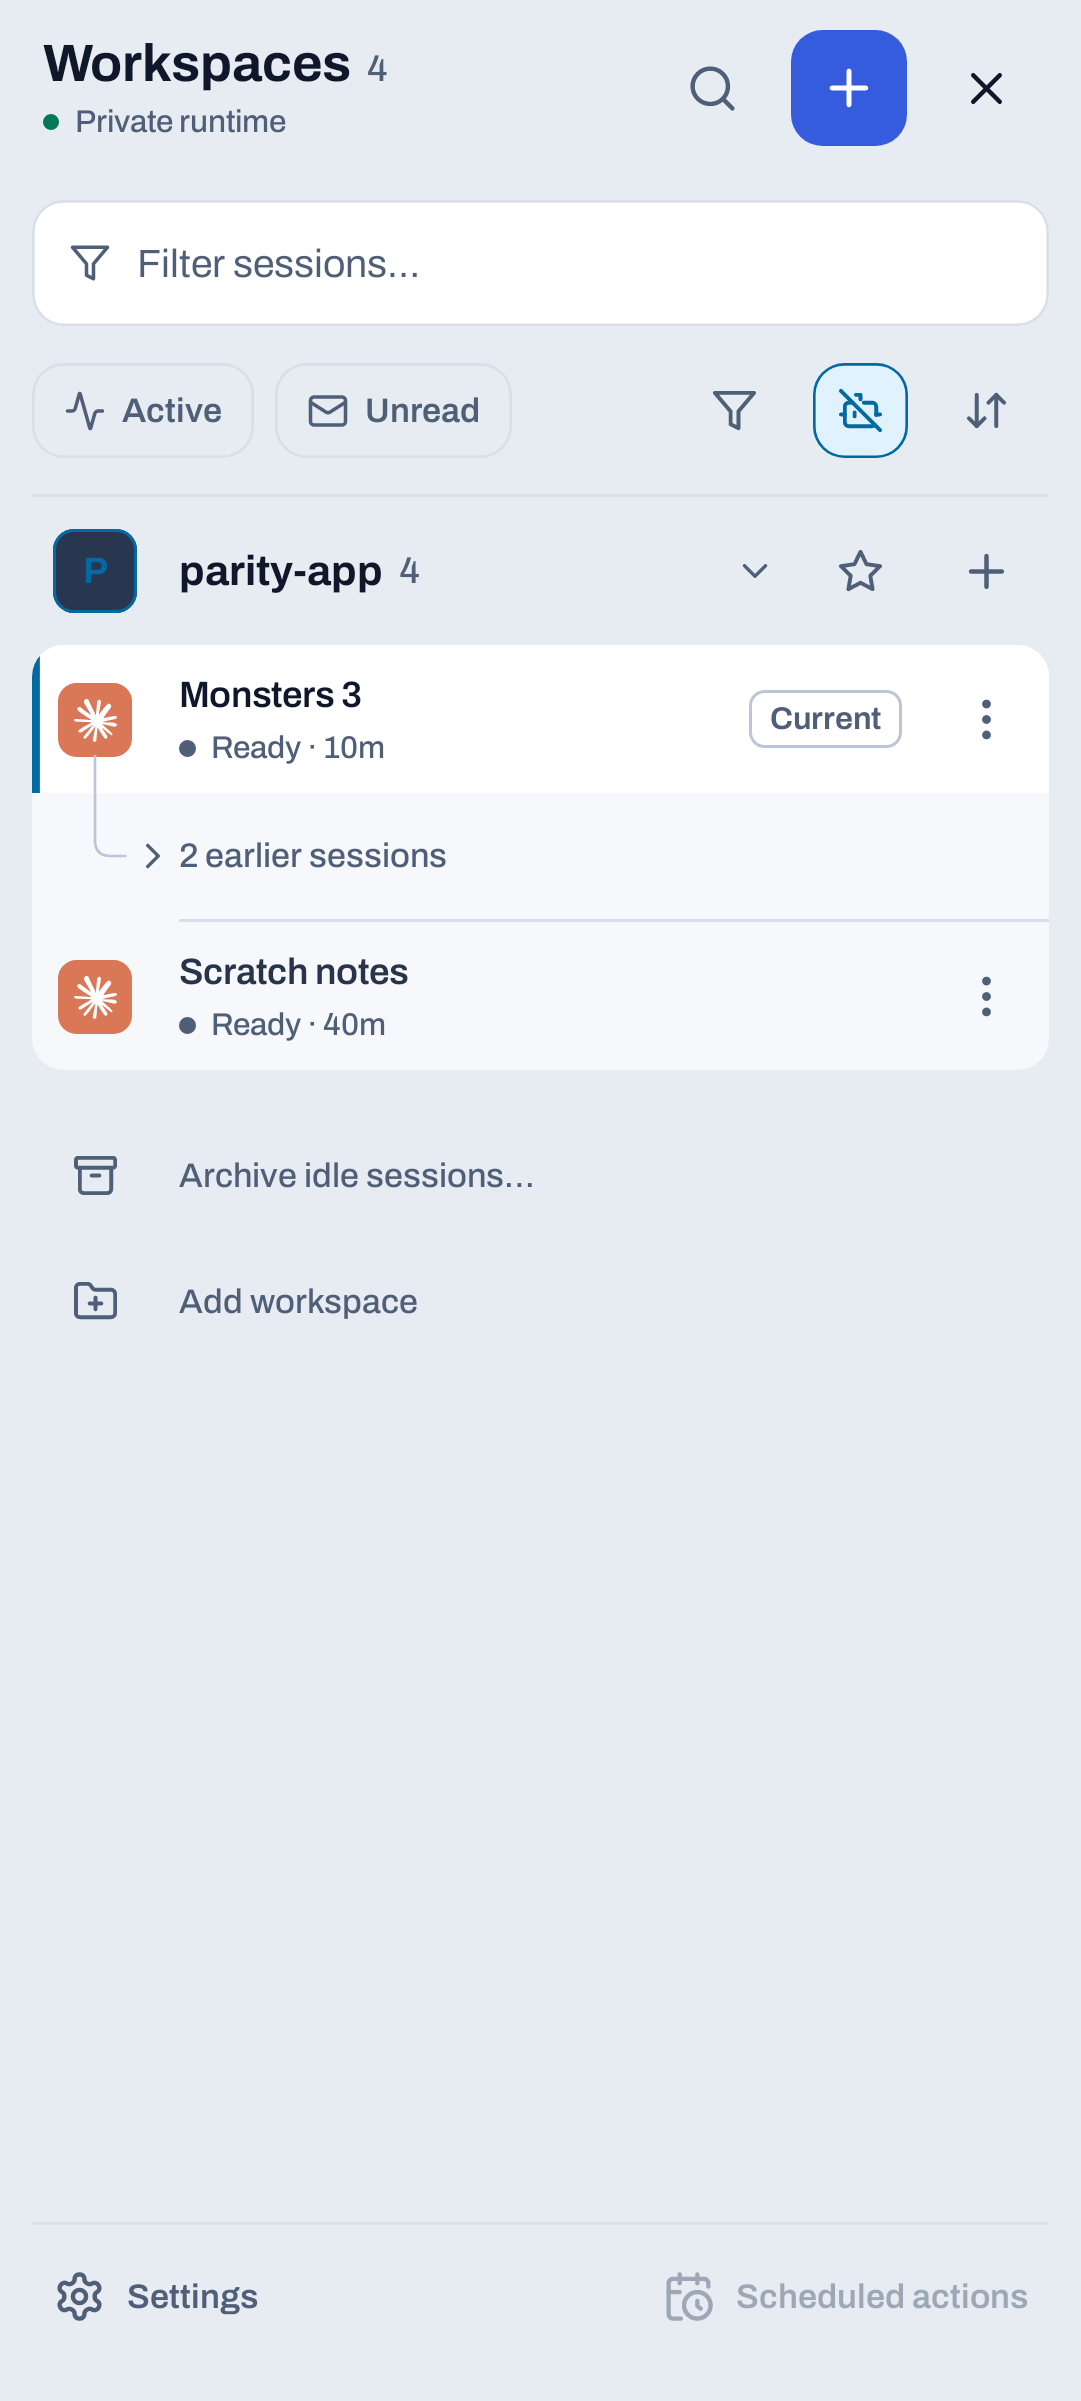 Workspaces 4
Private runtime
Filter sessions...
Active
Unread
P
parity-app 4
Monsters 3
Ready · 10m
Current
2 earlier sessions
Scratch notes
Ready · 40m
Archive idle sessions...
Add workspace
Settings
Scheduled actions